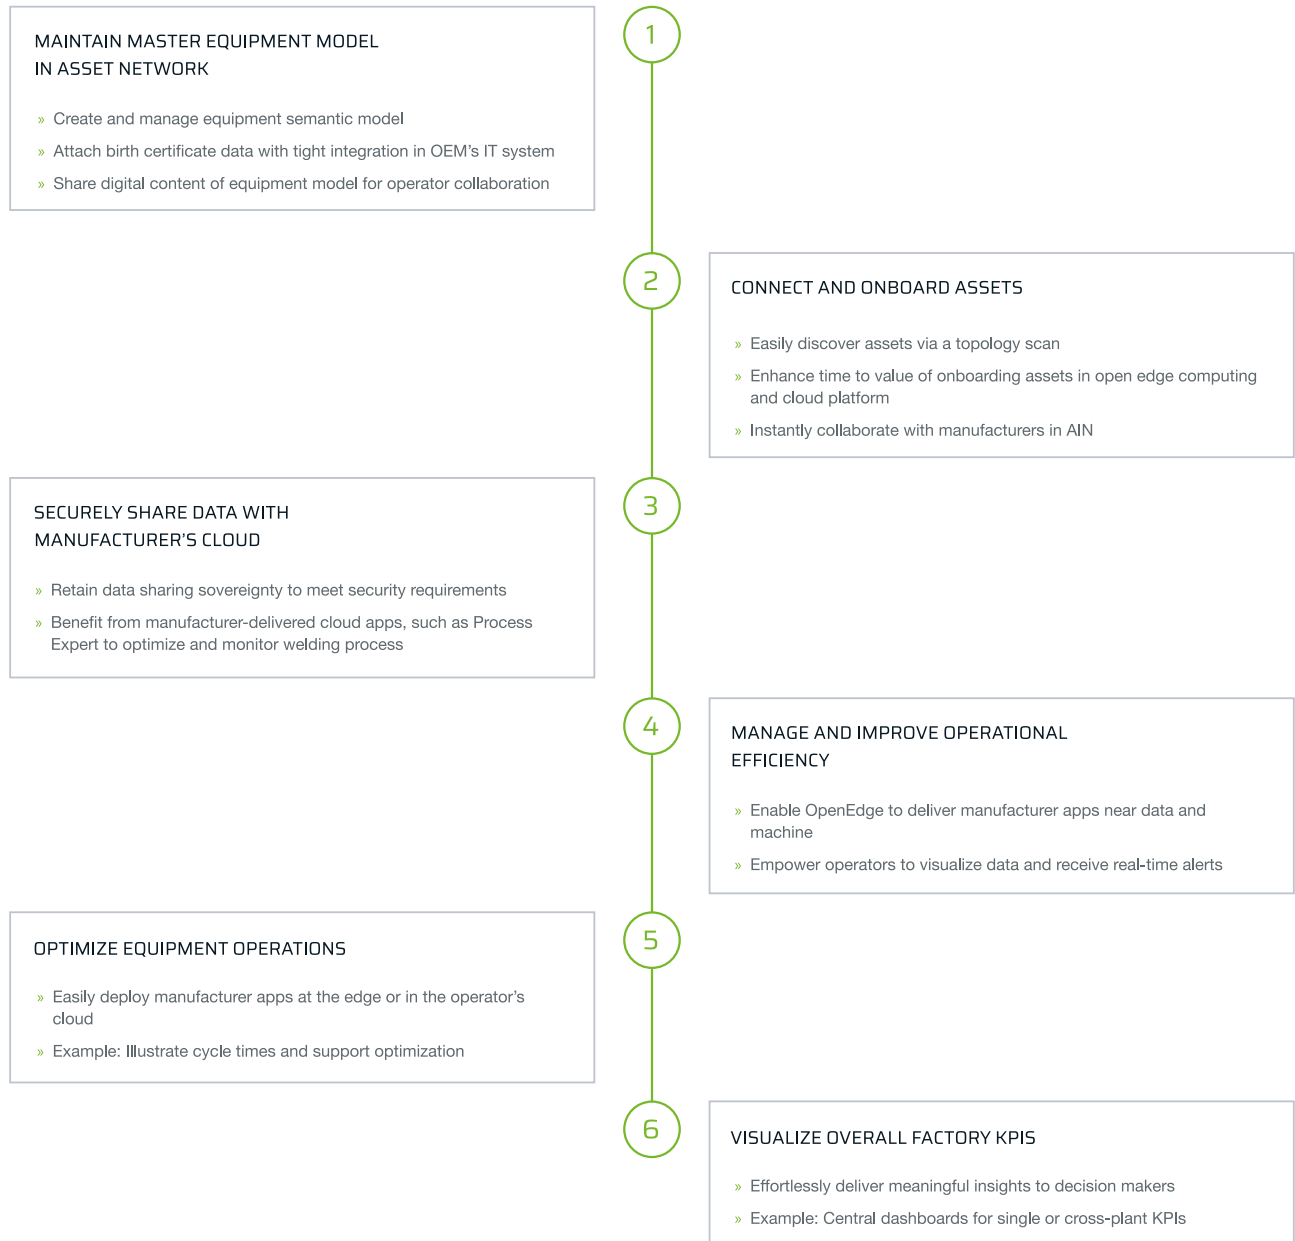 1
MAINTAIN MASTER EQUIPMENT MODEL
IN ASSET NETWORK
» Create and manage equipment semantic model
» Attach birth certificate data with tight integration in OEM's IT system
» Share digital content of equipment model for operator collaboration
2
CONNECT AND ONBOARD ASSETS
» Easily discover assets via a topology scan
» Enhance time to value of onboarding assets in open edge computing
and cloud platform
» Instantly collaborate with manufacturers in AIN
3
SECURELY SHARE DATA WITH
MANUFACTURER'S CLOUD
» Retain data sharing sovereignty to meet security requirements
» Benefit from manufacturer-delivered cloud apps, such as Process
Expert to optimize and monitor welding process
4
MANAGE AND IMPROVE OPERATIONAL
EFFICIENCY
» Enable OpenEdge to deliver manufacturer apps near data and
machine
» Empower operators to visualize data and receive real-time alerts
5
OPTIMIZE EQUIPMENT OPERATIONS
» Easily deploy manufacturer apps at the edge or in the operator's
cloud
» Example: Illustrate cycle times and support optimization
6
VISUALIZE OVERALL FACTORY KPIS
» Effortlessly deliver meaningful insights to decision makers
» Example: Central dashboards for single or cross-plant KPIs